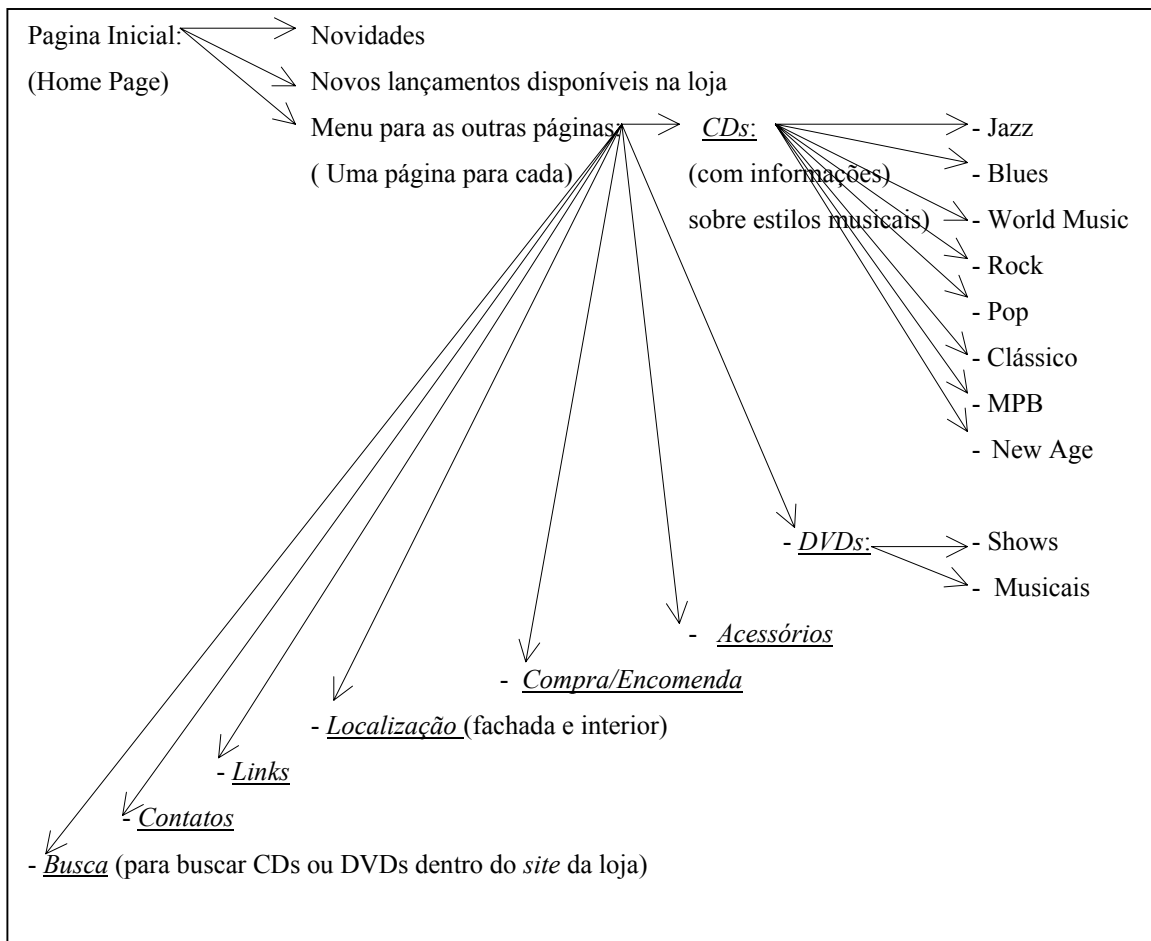 Pagina Inicial: Novidades
(Home Page) Novos lançamentos disponíveis na loja
Menu para as outras páginas: CDs: - Jazz
( Uma página para cada) (com informações) - Blues
sobre estilos musicais) - World Music
- Rock
- Pop
- Clássico
- MPB
- New Age
- DVDs: - Shows
- Musicais
- Acessórios
- Compra/Encomenda
- Localização (fachada e interior)
- Links
- Contatos
- Busca (para buscar CDs ou DVDs dentro do site da loja)